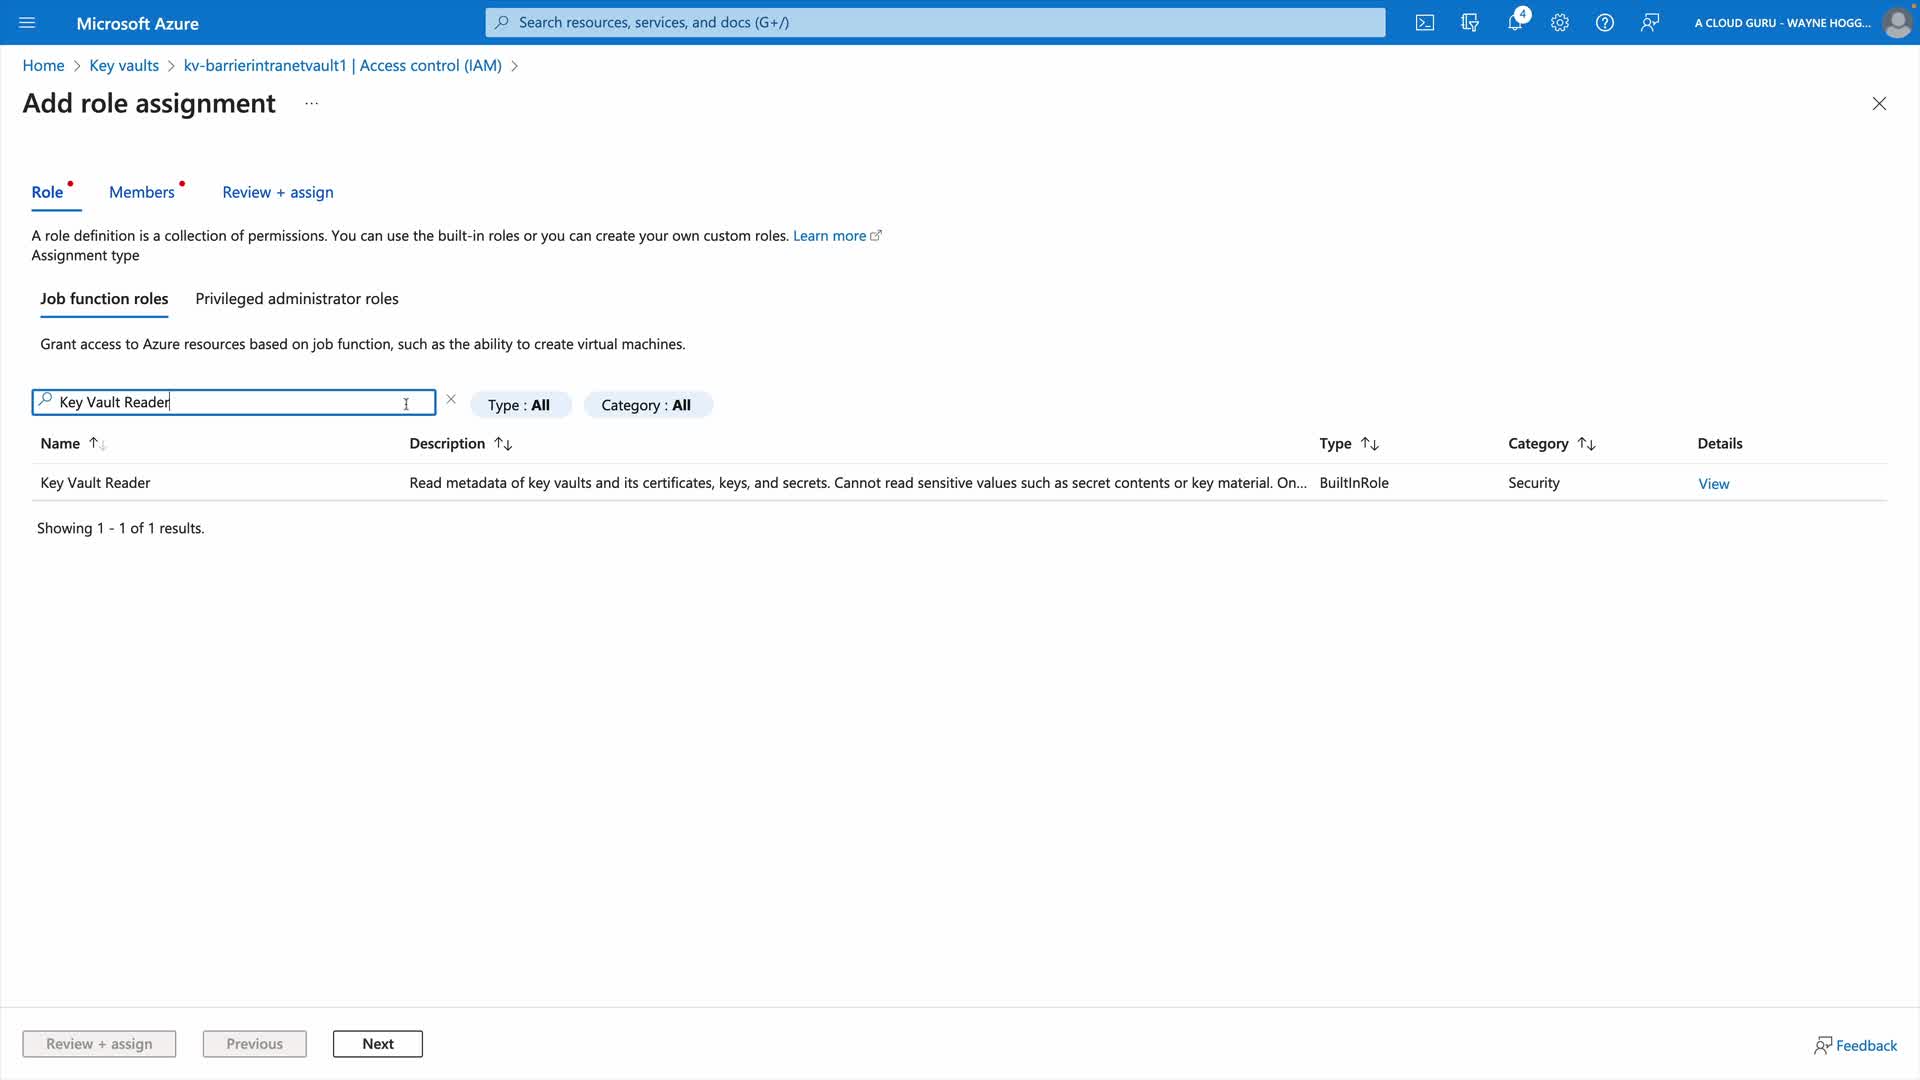 Microsoft Azure
Search resources, services, and docs (G+/)
4
A CLOUD GURU - WAYNE HOGG...
Home > Key vaults > kv-barrierintranetvault1 | Access control (IAM) >
Add role assignment ...
Role Members Review + assign
A role definition is a collection of permissions. You can use the built-in roles or you can create your own custom roles. Learn more
Assignment type
Job function roles Privileged administrator roles
Grant access to Azure resources based on job function, such as the ability to create virtual machines.
Key Vault Reader Type : All Category : All
Name Description Type Category Details
Key Vault Reader Read metadata of key vaults and its certificates, keys, and secrets. Cannot read sensitive values such as secret contents or key material. On... BuiltInRole Security View
Showing 1 - 1 of 1 results.
Review + assign Previous Next Feedback